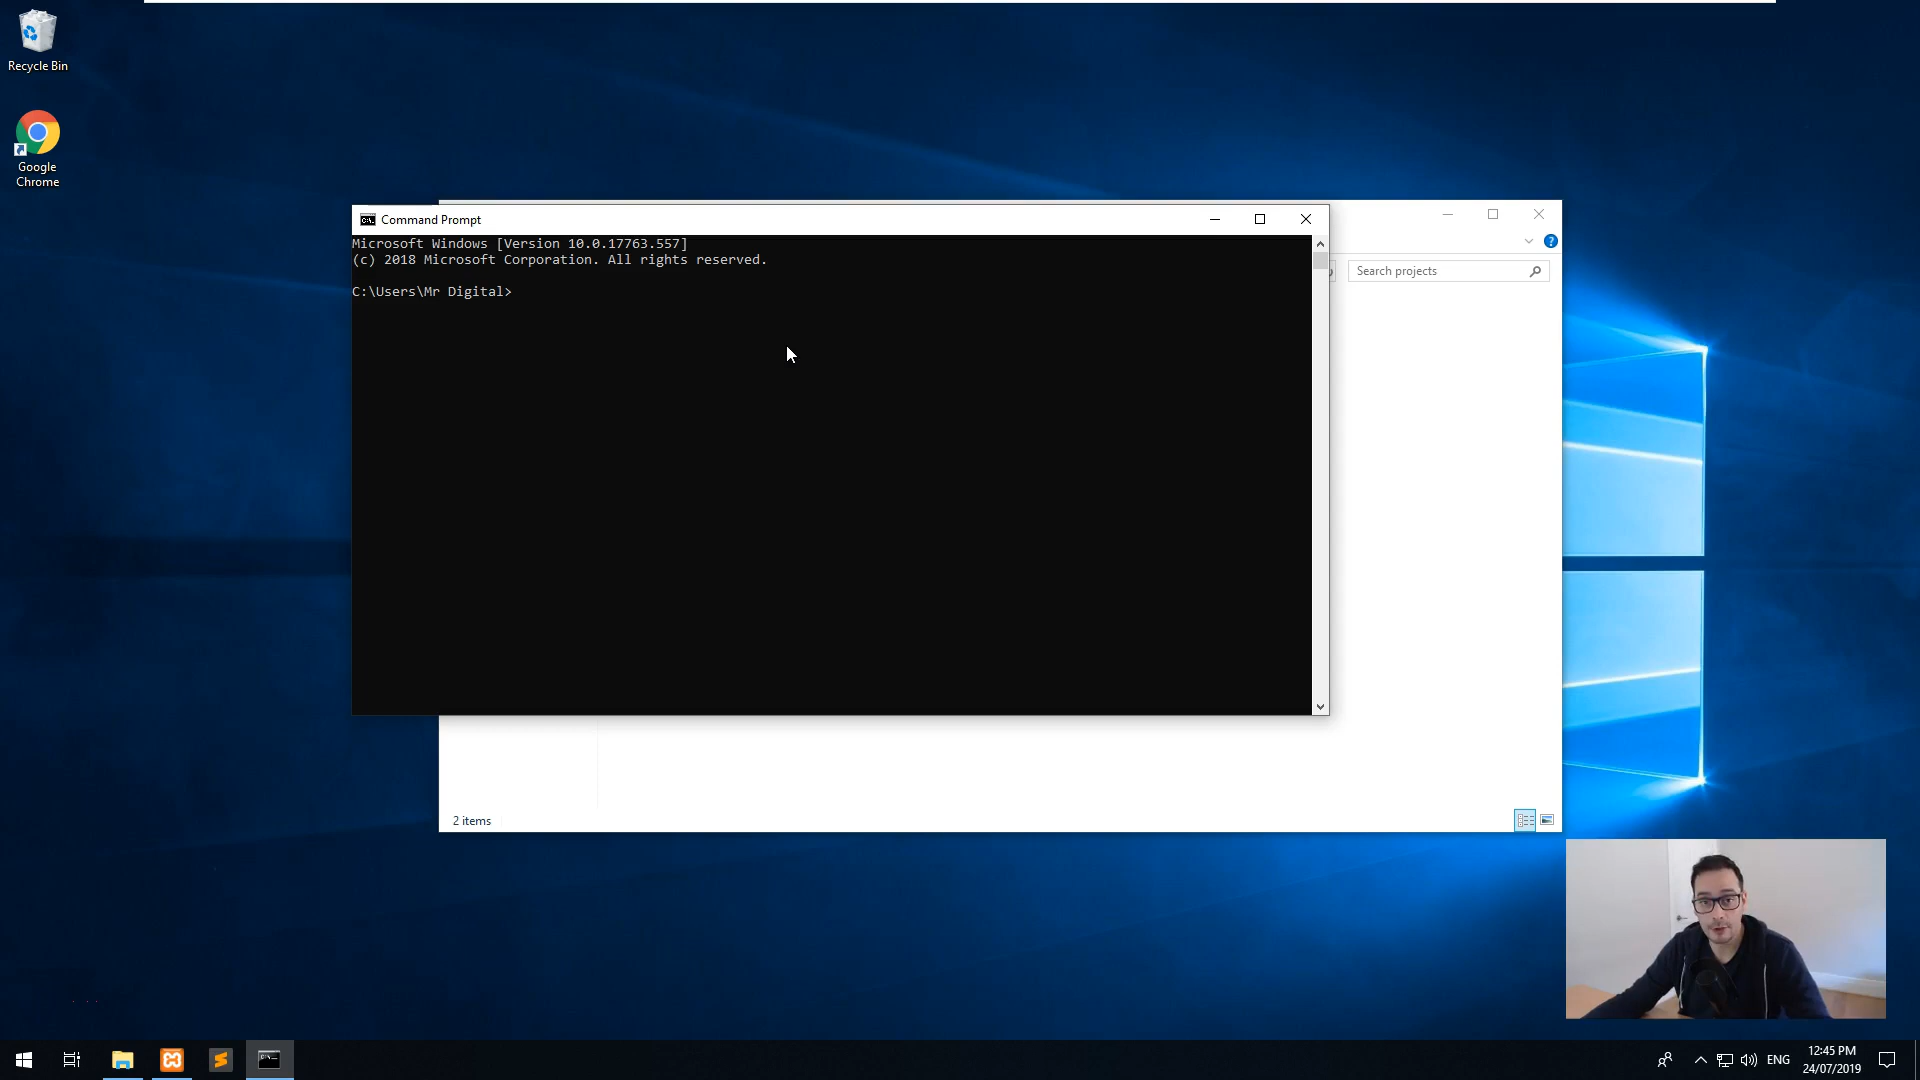 Recycle Bin
Google
Chrome
Command Prompt
Microsoft Windows [Version 10.0.17763.557]
(c) 2018 Microsoft Corporation. All rights reserved.
C:\Users\Mr Digital>
Search projects
2 items
ENG
12:45 PM
24/07/2019